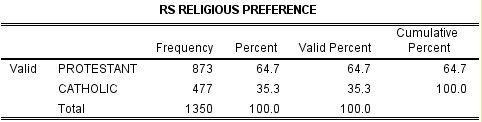 RS RELIGIOUS PREFERENCE
Frequency Percent Valid Percent Cumulative Percent
Valid PROTESTANT 873 64.7 64.7 64.7
CATHOLIC 477 35.3 35.3 100.0
Total 1350 100.0 100.0